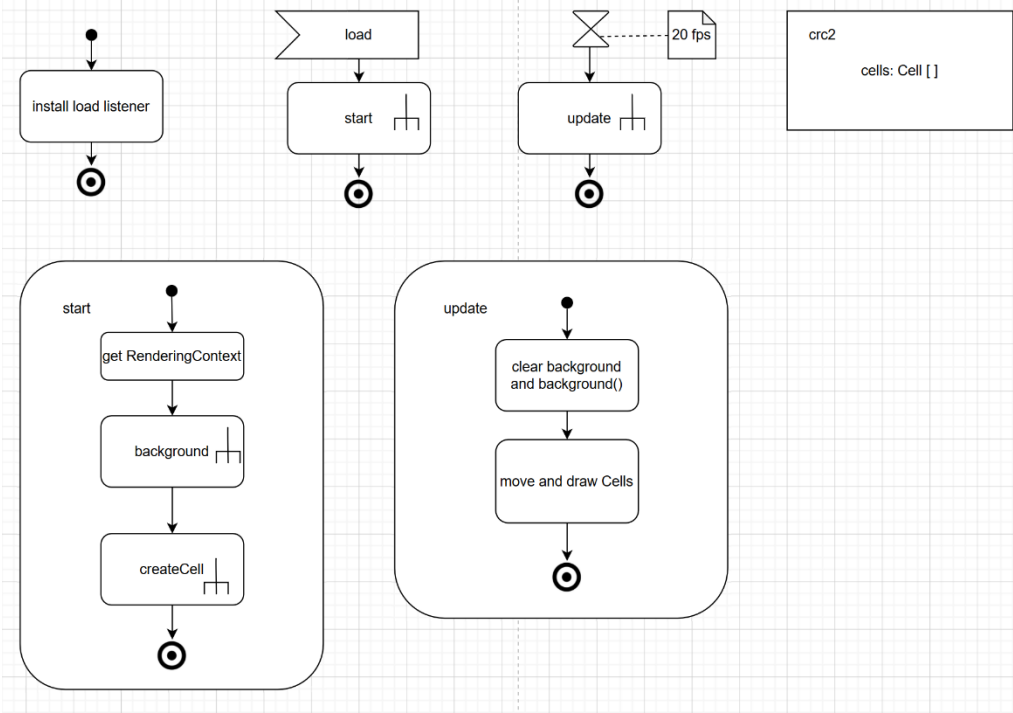 load
20 fps
crc2
cells: Cell [ ]
install load listener
start
update
start
get RenderingContext
background
createCell
update
clear background
and background()
move and draw Cells